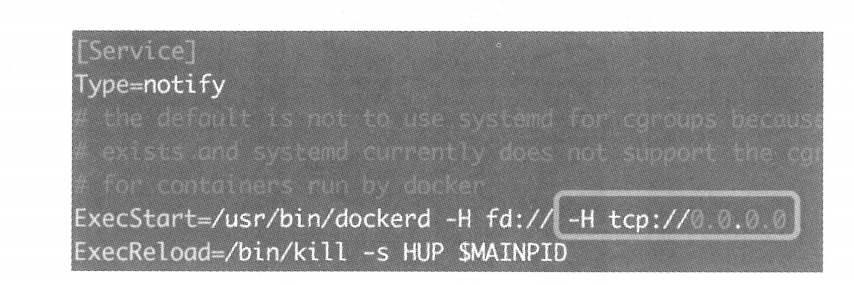 [Service]
Type=notify
# the default is not to use systemd for cgroups because
# exists and systemd currently does not support the cgr
# for containers run by docker
ExecStart=/usr/bin/dockerd -H fd:// -H tcp://0.0.0.0
ExecReload=/bin/kill -s HUP $MAINPID